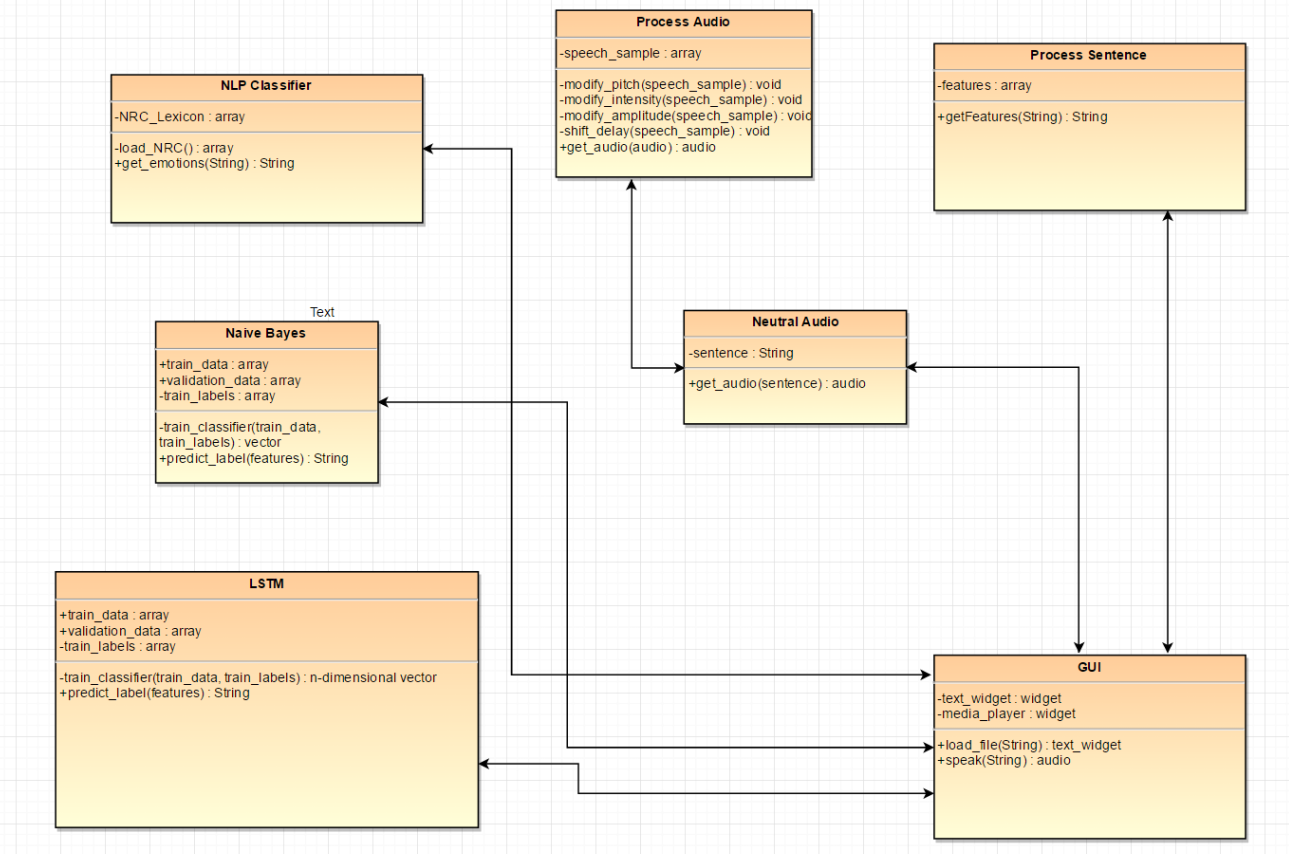 Process Audio
-speech_sample : array
-modify_pitch(speech_sample) : void
-modify_intensity(speech_sample) : void
-modify_amplitude(speech_sample) : void
-shift_delay(speech_sample) : void
+get_audio(audio) : audio
Process Sentence
-features : array
+getFeatures(String) : String
NLP Classifier
-NRC_Lexicon : array
-load_NRC() : array
+get_emotions(String) : String
Text
Naive Bayes
+train_data : array
+validation_data : array
-train_labels : array
-train_classifier(train_data,
train_labels) : vector
+predict_label(features) : String
Neutral Audio
-sentence : String
+get_audio(sentence) : audio
LSTM
+train_data : array
+validation_data : array
-train_labels : array
-train_classifier(train_data, train_labels) : n-dimensional vector
+predict_label(features) : String
GUI
-text_widget : widget
-media_player : widget
+load_file(String) : text_widget
+speak(String) : audio